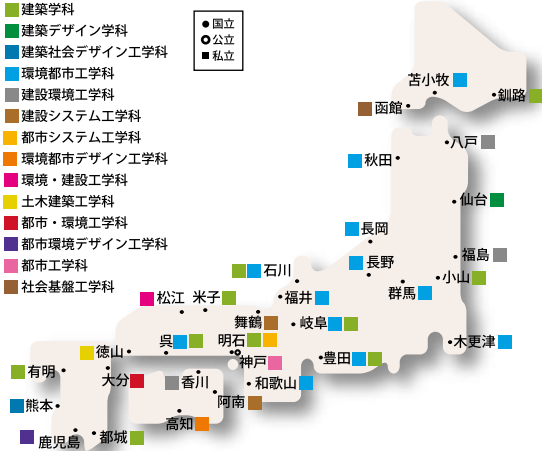 建築学科
建築デザイン学科
建築社会デザイン工学科
環境都市工学科
建設環境工学科
建設システム工学科
都市システム工学科
環境都市デザイン工学科
環境・建設工学科
土木建築工学科
都市・環境工学科
都市環境デザイン工学科
都市工学科
社会基盤工学科
国立
公立
私立
苫小牧
釧路
函館
八戸
秋田
仙台
長岡
福島
長野
石川
小山
群馬
福井
松江
米子
舞鶴
岐阜
呉
明石
木更津
徳山
神戸
豊田
有明
大分
香川
和歌山
阿南
熊本
高知
鹿児島
都城